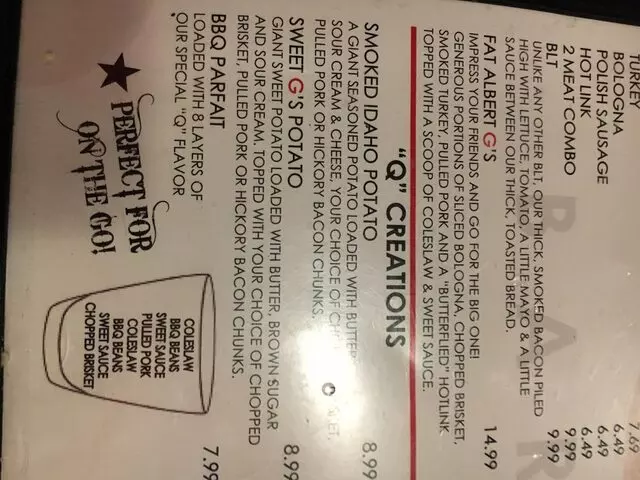 TURKEY 7.69
BOLOGNA 6.49
POLISH SAUSAGE 6.49
HOT LINK 6.49
2 MEAT COMBO 9.99
BLT 9.99
UNLIKE ANY OTHER BLT, OUR THICK, SMOKED BACON PILED
HIGH WITH LETTUCE, TOMATO, A LITTLE MAYO & A LITTLE
SAUCE BETWEEN OUR THICK, TOASTED BREAD.
FAT ALBERT G'S 14.99
IMPRESS YOUR FRIENDS AND GO FOR THE BIG ONE!
GENEROUS PORTIONS OF SLICED BOLOGNA, CHOPPED BRISKET,
SMOKED TURKEY, PULLED PORK AND A "BUTTERFLIED" HOTLINK
TOPPED WITH A SCOOP OF COLESLAW & SWEET SAUCE.
"Q" CREATIONS
SMOKED IDAHO POTATO 8.99
A GIANT SEASONED POTATO LOADED WITH BUTTER
SOUR CREAM & CHEESE, YOUR CHOICE OF
PULLED PORK OR HICKORY BACON CHUNKS.
SWEET G'S POTATO 8.99
GIANT SWEET POTATO LOADED WITH BUTTER, BROWN SUGAR
AND SOUR CREAM. TOPPED WITH YOUR CHOICE OF CHOPPED
BRISKET, PULLED PORK OR HICKORY BACON CHUNKS.
BBQ PARFAIT 7.99
LOADED WITH 8 LAYERS OF
OUR SPECIAL "Q" FLAVOR
PERFECT FOR
ON THE GO!
COLESLAW
BBQ BEANS
SWEET SAUCE
PULLED PORK
COLESLAW
BBQ BEANS
SWEET SAUCE
CHOPPED BRISKET